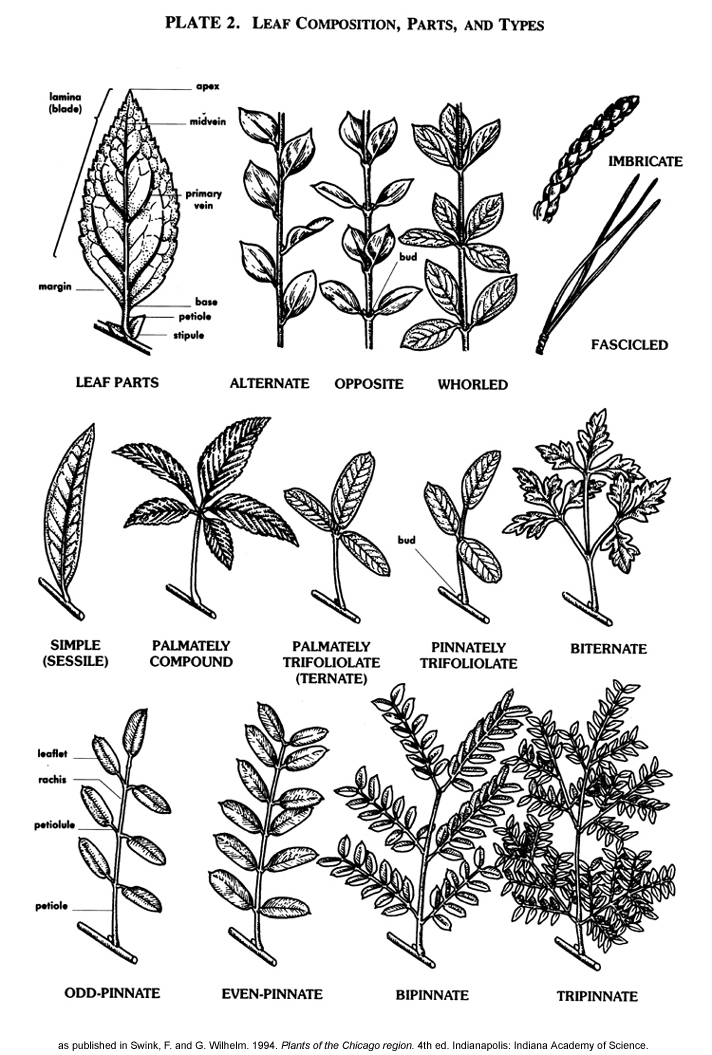 PLATE 2. LEAF COMPOSITION, PARTS, AND TYPES
apex
lamina
(blade)
midvein
primary
vein
margin
base
petiole
stipule
bud
IMBRICATE
FASCICLED
LEAF PARTS
ALTERNATE
OPPOSITE
WHORLED
bud
SIMPLE
(SESSILE)
PALMATELY
COMPOUND
PALMATELY
TRIFOLIOLATE
(TERNATE)
PINNATELY
TRIFOLIOLATE
BITERNATE
leaflet
rachis
petiolule
petiole
ODD-PINNATE
EVEN-PINNATE
BIPINNATE
TRIPINNATE
as published in Swink, F. and G. Wilhelm. 1994. Plants of the Chicago region. 4th ed. Indianapolis: Indiana Academy of Science.